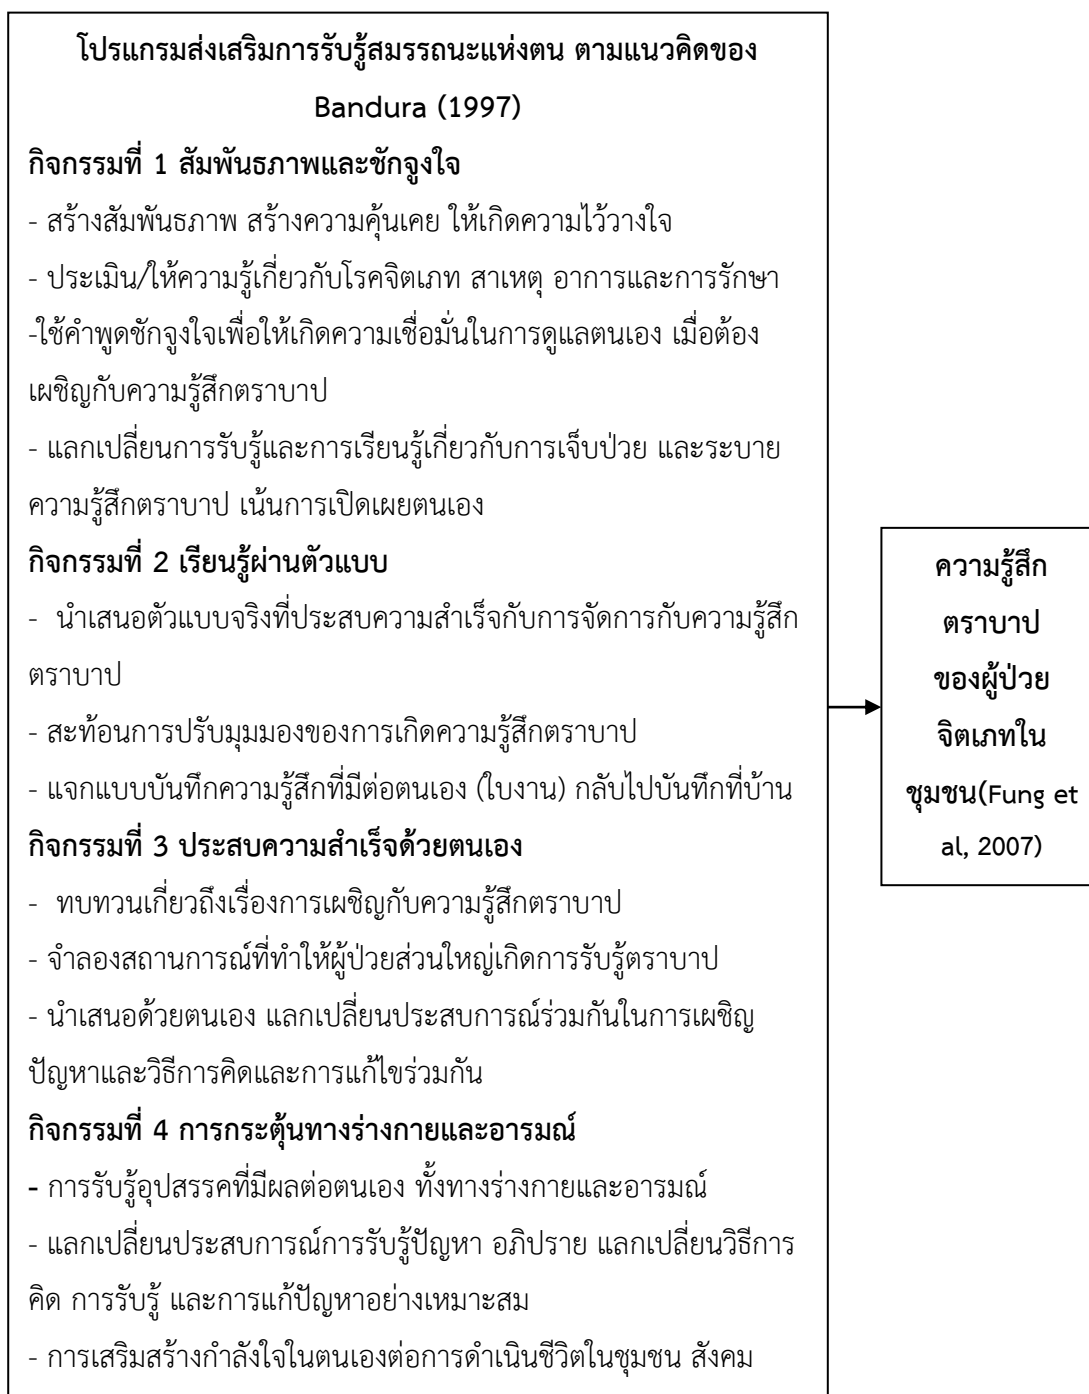 โปรแกรมส่งเสริมการรับรู้สมรรถนะแห่งตน ตามแนวคิดของ
Bandura (1997)
กิจกรรมที่ 1 สัมพันธภาพและชักจูงใจ
- สร้างสัมพันธภาพ สร้างความคุ้นเคย ให้เกิดความไว้วางใจ
- ประเมิน/ให้ความรู้เกี่ยวกับโรคจิตเภท สาเหตุ อาการและการรักษา
-ใช้คำพูดชักจูงใจเพื่อให้เกิดความเชื่อมั่นในการดูแลตนเอง เมื่อต้อง
เผชิญกับความรู้สึกตราบาป
- แลกเปลี่ยนการรับรู้และการเรียนรู้เกี่ยวกับการเจ็บป่วย และระบาย
ความรู้สึกตราบาป เน้นการเปิดเผยตนเอง
กิจกรรมที่ 2 เรียนรู้ผ่านตัวแบบ
- นำเสนอตัวแบบจริงที่ประสบความสำเร็จกับการจัดการกับความรู้สึก
ตราบาป
- สะท้อนการปรับมุมมองของการเกิดความรู้สึกตราบาป
- แจกแบบบันทึกความรู้สึกที่มีต่อตนเอง (ใบงาน) กลับไปบันทึกที่บ้าน
กิจกรรมที่ 3 ประสบความสำเร็จด้วยตนเอง
- ทบทวนเกี่ยวถึงเรื่องการเผชิญกับความรู้สึกตราบาป
- จำลองสถานการณ์ที่ทำให้ผู้ป่วยส่วนใหญ่เกิดการรับรู้ตราบาป
- นำเสนอด้วยตนเอง แลกเปลี่ยนประสบการณ์ร่วมกันในการเผชิญ
ปัญหาและวิธีการคิดและการแก้ไขร่วมกัน
กิจกรรมที่ 4 การกระตุ้นทางร่างกายและอารมณ์
- การรับรู้อุปสรรคที่มีผลต่อตนเอง ทั้งทางร่างกายและอารมณ์
- แลกเปลี่ยนประสบการณ์การรับรู้ปัญหา อภิปราย แลกเปลี่ยนวิธีการ
คิด การรับรู้ และการแก้ปัญหาอย่างเหมาะสม
- การเสริมสร้างกำลังใจในตนเองต่อการดำเนินชีวิตในชุมชน สังคม
ความรู้สึก
ตราบาป
ของผู้ป่วย
จิตเภทใน
ชุมชน(Fung et
al, 2007)